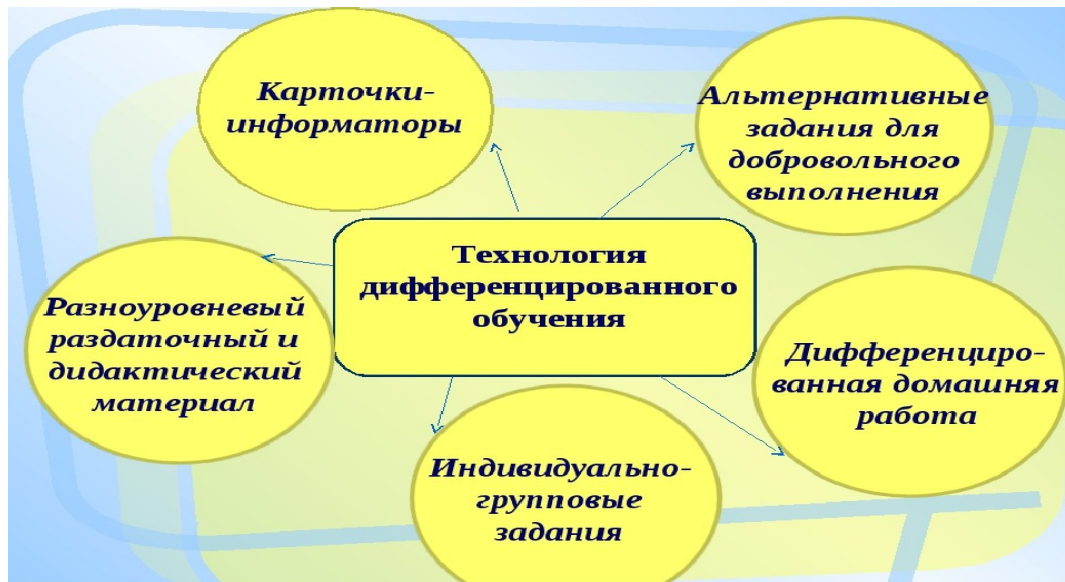 Карточки-
информаторы
Альтернативные
задания для
добровольного
выполнения
Технология
дифференцированного
обучения
Разноуровневый
раздаточный и
дидактический
материал
Дифференциро-
ванная домашняя
работа
Индивидуально-
групповые
задания